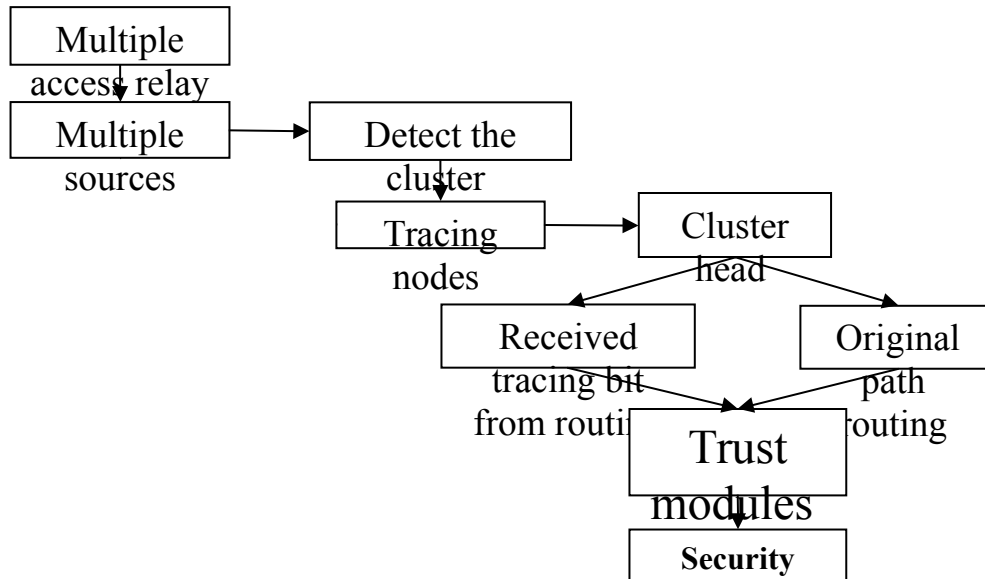 Multiple
access relay
Multiple
sources
Detect the
cluster
Tracing
nodes
Cluster
head
Received
tracing bit
from
Original
path
routing
Trust
modules
Security